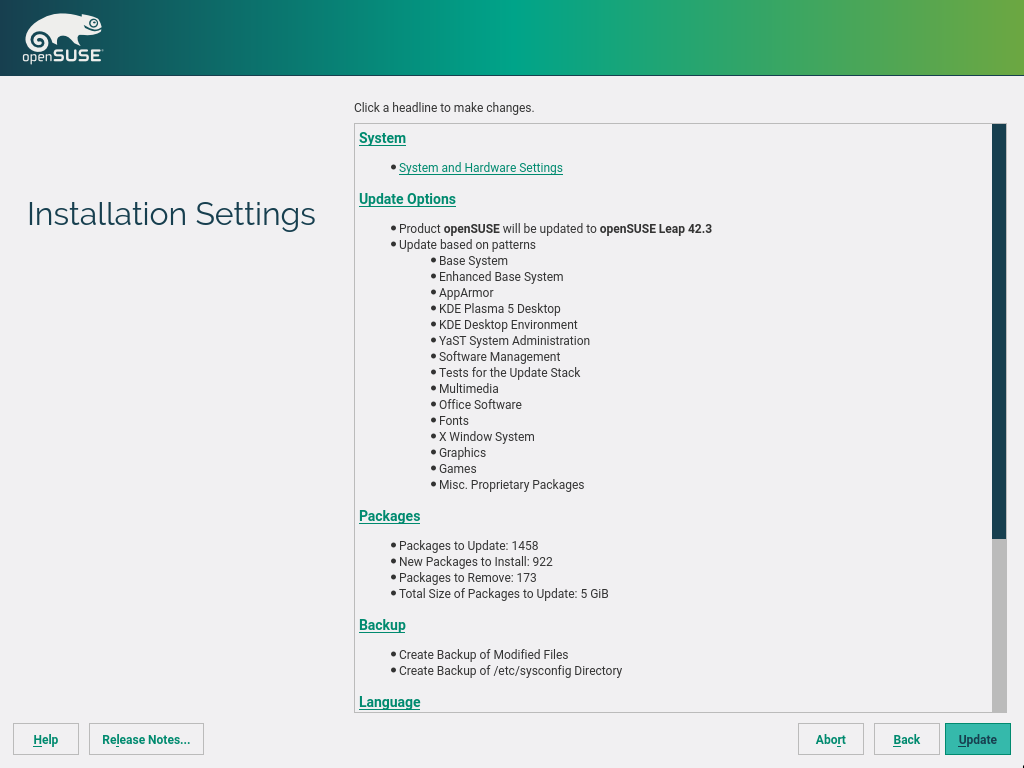 openSUSE
Click a headline to make changes.
Installation Settings
System
System and Hardware Settings
Update Options
Product openSUSE will be updated to openSUSE Leap 42.3
Update based on patterns
Base System
Enhanced Base System
AppArmor
KDE Plasma 5 Desktop
KDE Desktop Environment
YaST System Administration
Software Management
Tests for the Update Stack
Multimedia
Office Software
Fonts
X Window System
Graphics
Games
Misc. Proprietary Packages
Packages
Packages to Update: 1458
New Packages to Install: 922
Packages to Remove: 173
Total Size of Packages to Update: 5 GiB
Backup
Create Backup of Modified Files
Create Backup of /etc/sysconfig Directory
Language
Help
Release Notes...
Abort
Back
Update